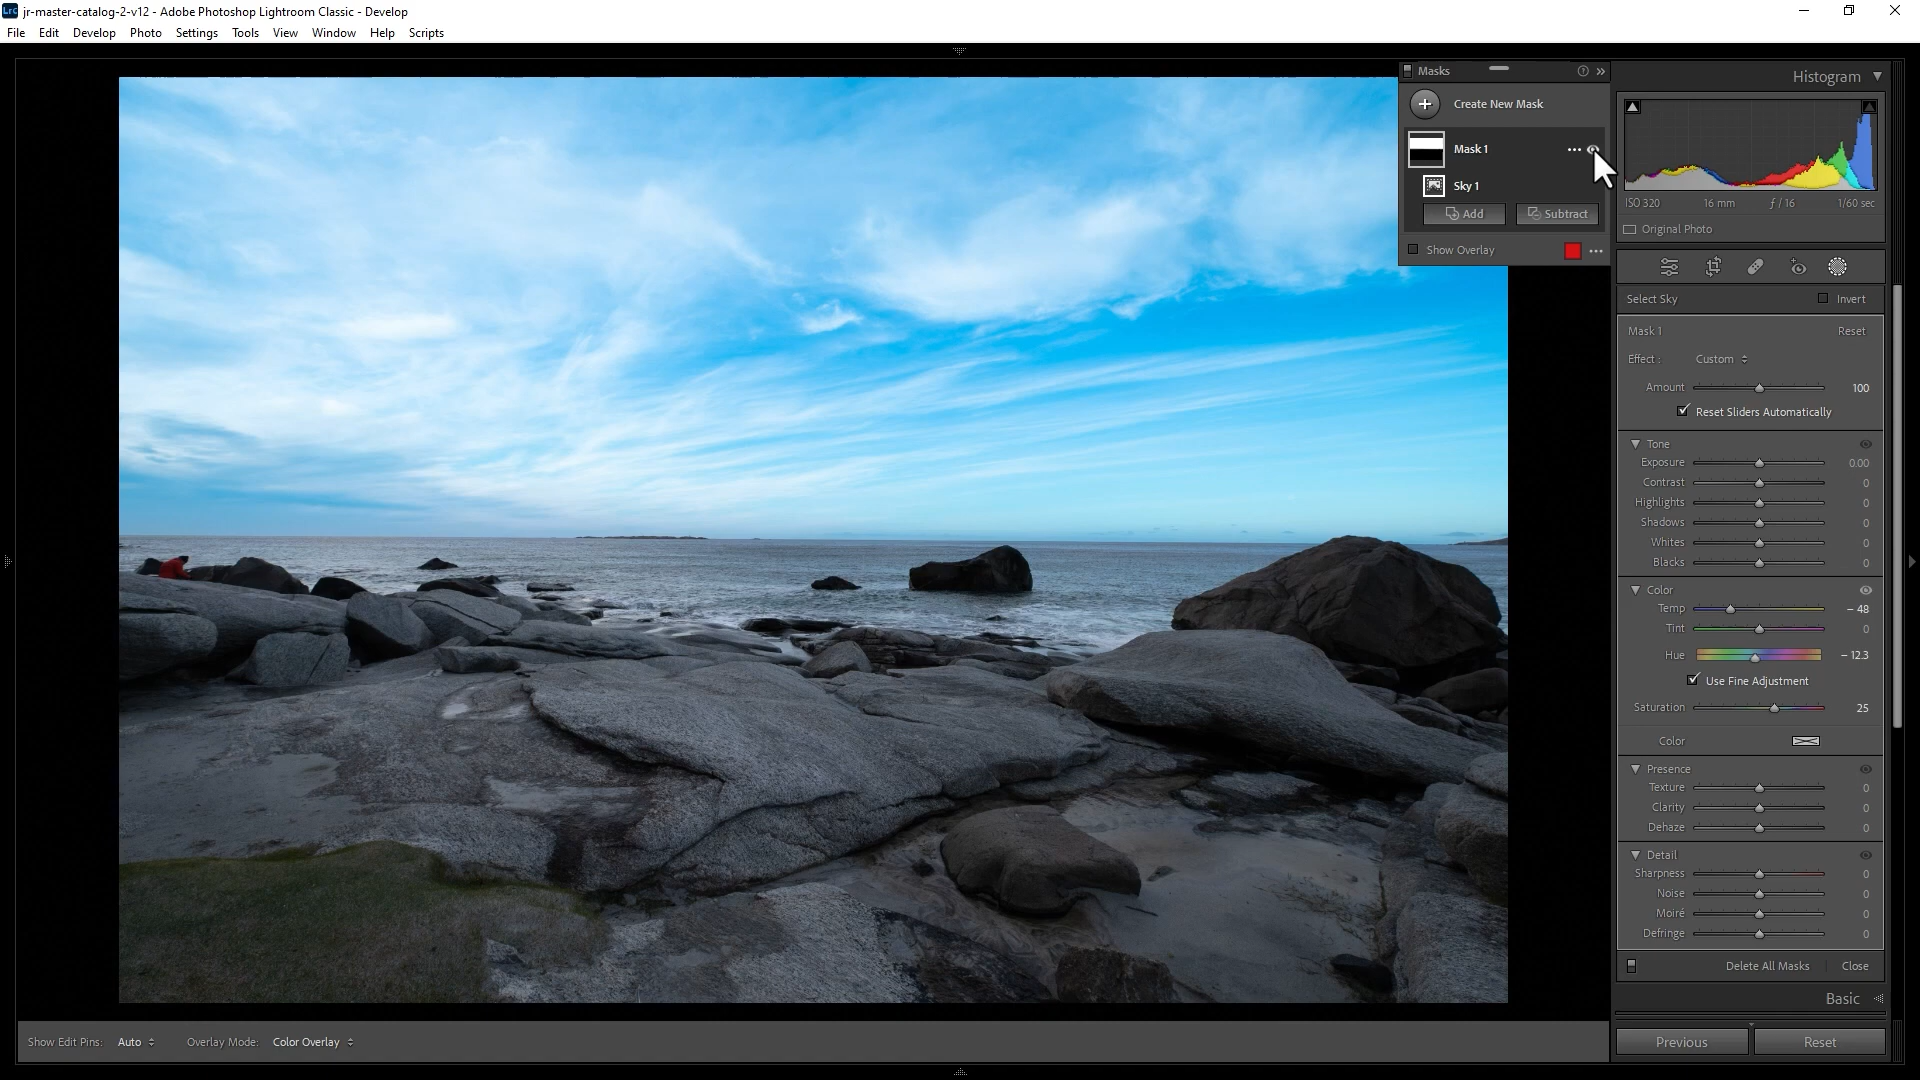 Lrc jr-master-catalog-2-v12 - Adobe Photoshop Lightroom Classic - Develop
File Edit Develop Photo Settings Tools View Window Help Scripts
Masks
Create New Mask
Mask 1
Sky 1
Add Subtract
Show Overlay
Histogram
ISO 320 16 mm f / 16 1/60 sec
Original Photo
Select Sky Invert
Mask 1 Reset
Effect : Custom
Amount 100
Reset Sliders Automatically
Tone
Exposure 0.00
Contrast 0
Highlights 0
Shadows 0
Whites 0
Blacks 0
Color
Temp – 48
Tint 0
Hue – 12.3
Use Fine Adjustment
Saturation 25
Color
Presence
Texture 0
Clarity 0
Dehaze 0
Detail
Sharpness 0
Noise 0
Moiré 0
Defringe 0
Delete All Masks Close
Basic
Previous Reset
Show Edit Pins: Auto Overlay Mode: Color Overlay